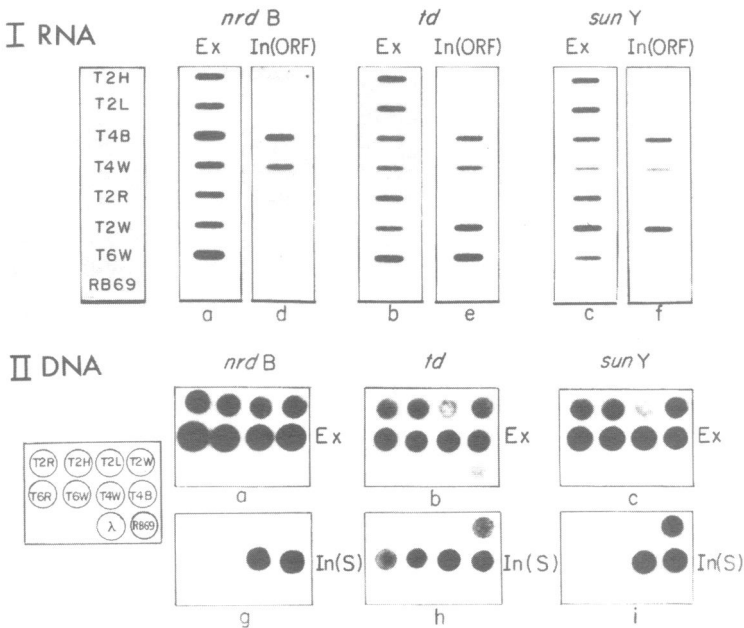 I RNA
nrd B
td
sun Y
Ex In(ORF)
Ex In(ORF)
Ex In(ORF)
T2H
T2L
T4B
T4W
T2R
T2W
T6W
RB69
a d
b e
c f
II DNA
nrd B
td
sun Y
T2R T2H T2L T2W
T6R T6W T4W T4B
λ RB69
Ex
Ex
Ex
a
b
c
In(S)
In(S)
In(S)
g
h
i